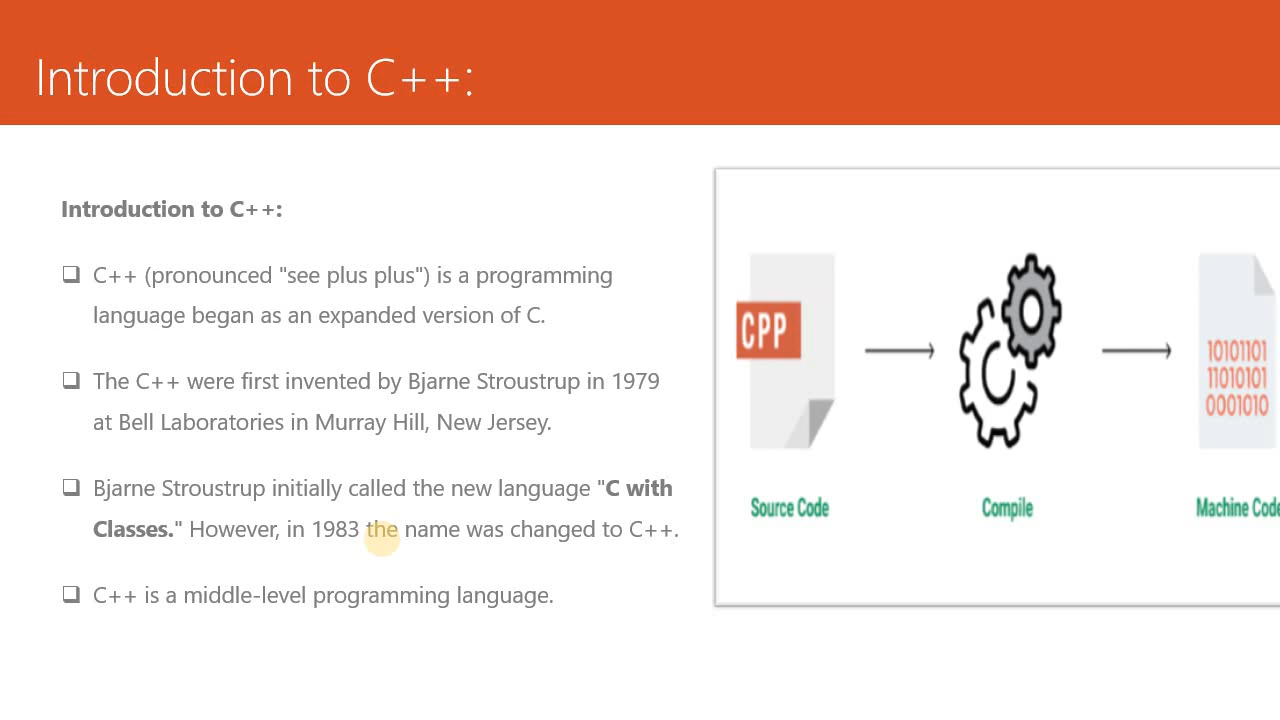 Introduction to C++:
Introduction to C++:
C++ (pronounced "see plus plus") is a programming
language began as an expanded version of C.
The C++ were first invented by Bjarne Stroustrup in 1979
at Bell Laboratories in Murray Hill, New Jersey.
Bjarne Stroustrup initially called the new language "C with
Classes." However, in 1983 the name was changed to C++.
C++ is a middle-level programming language.
CPP
10101101
11010101
0001010
Source Code
Compile
Machine Code